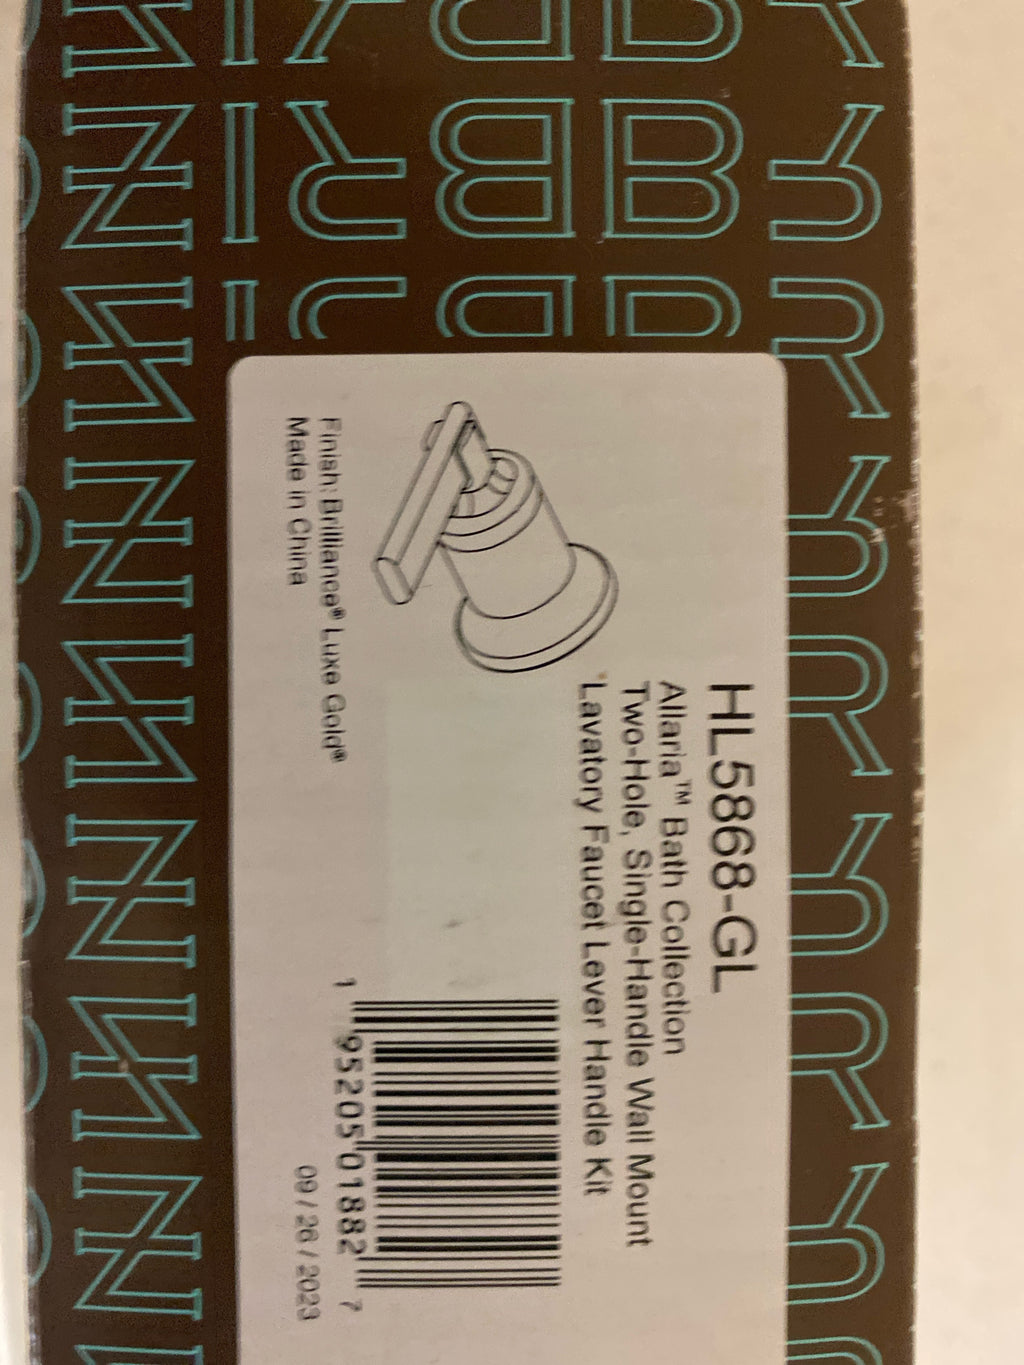 HL5868-GL
Allaria™ Bath Collection
Two-Hole, Single-Handle Wall Mount
Lavatory Faucet Lever Handle Kit
Finish: Brilliance® Luxe Gold®
Made in China
1 95205 01882 7
09 / 26 / 2023